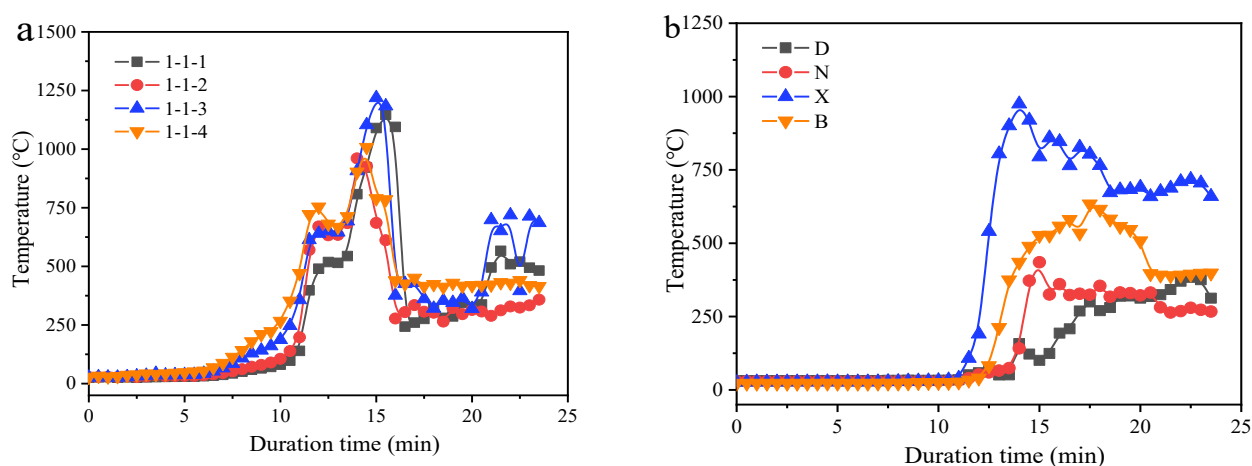 a
1500
1250
1000
750
500
250
0
Temperature (°C)
1-1-1
1-1-2
1-1-3
1-1-4
0 5 10 15 20 25
Duration time (min)
b
1250
1000
750
500
250
0
Temperature (°C)
D
N
X
B
0 5 10 15 20 25
Duration time (min)